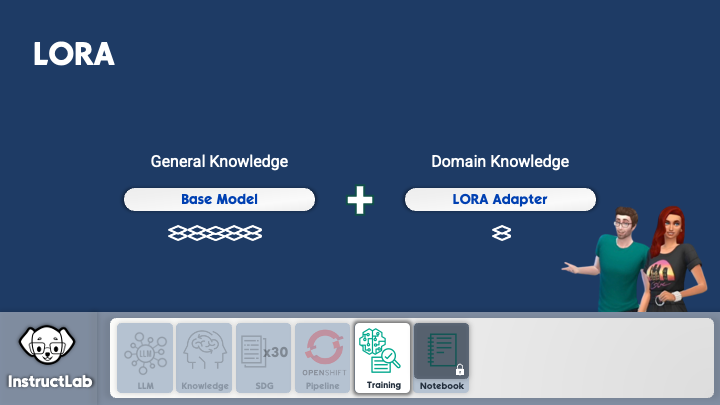 LORA
General Knowledge
Domain Knowledge
Base Model
LORA Adapter
LLM
x30
OPENSHIFT
LLM
Knowledge
SDG
Pipeline
Training
Notebook
InstructLab